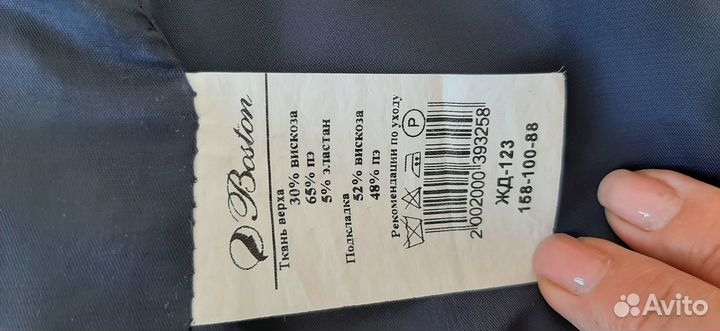 Boston
Ткань верха
30% вискоза
65% пэ
5% эластан
Подкладка
52% вискоза
48% пэ
Рекомендации по уходу
P
20020001393258
ЖД-123
158-100-88
Avito